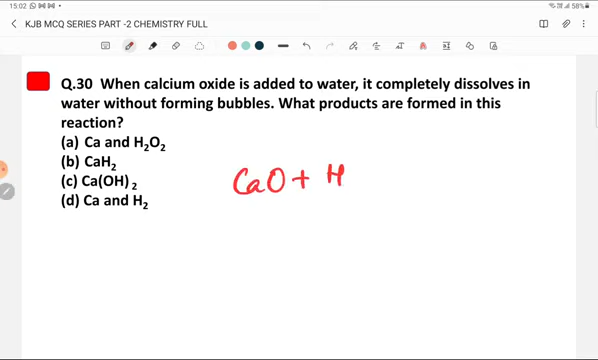 15:02
58%
KJB MCQ SERIES PART -2 CHEMISTRY FULL
Q.30 When calcium oxide is added to water, it completely dissolves in
water without forming bubbles. What products are formed in this
reaction?
(a) Ca and H₂O₂
(b) CaH₂
(c) Ca(OH) ₂
(d) Ca and H₂
CaO + H